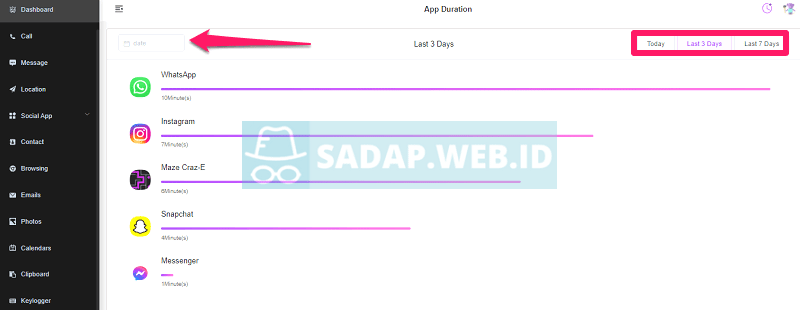 Dashboard
App Duration
Call
date
Last 3 Days
Today
Last 3 Days
Last 7 Days
Message
WhatsApp
Location
10Minute(s)
Social App
Instagram
Contact
7Minute(s)
SADAP.WEB.ID
Browsing
Maze Craz-E
Emails
6Minute(s)
Photos
Snapchat
Calendars
4Minute(s)
Clipboard
Messenger
Keylogger
1Minute(s)